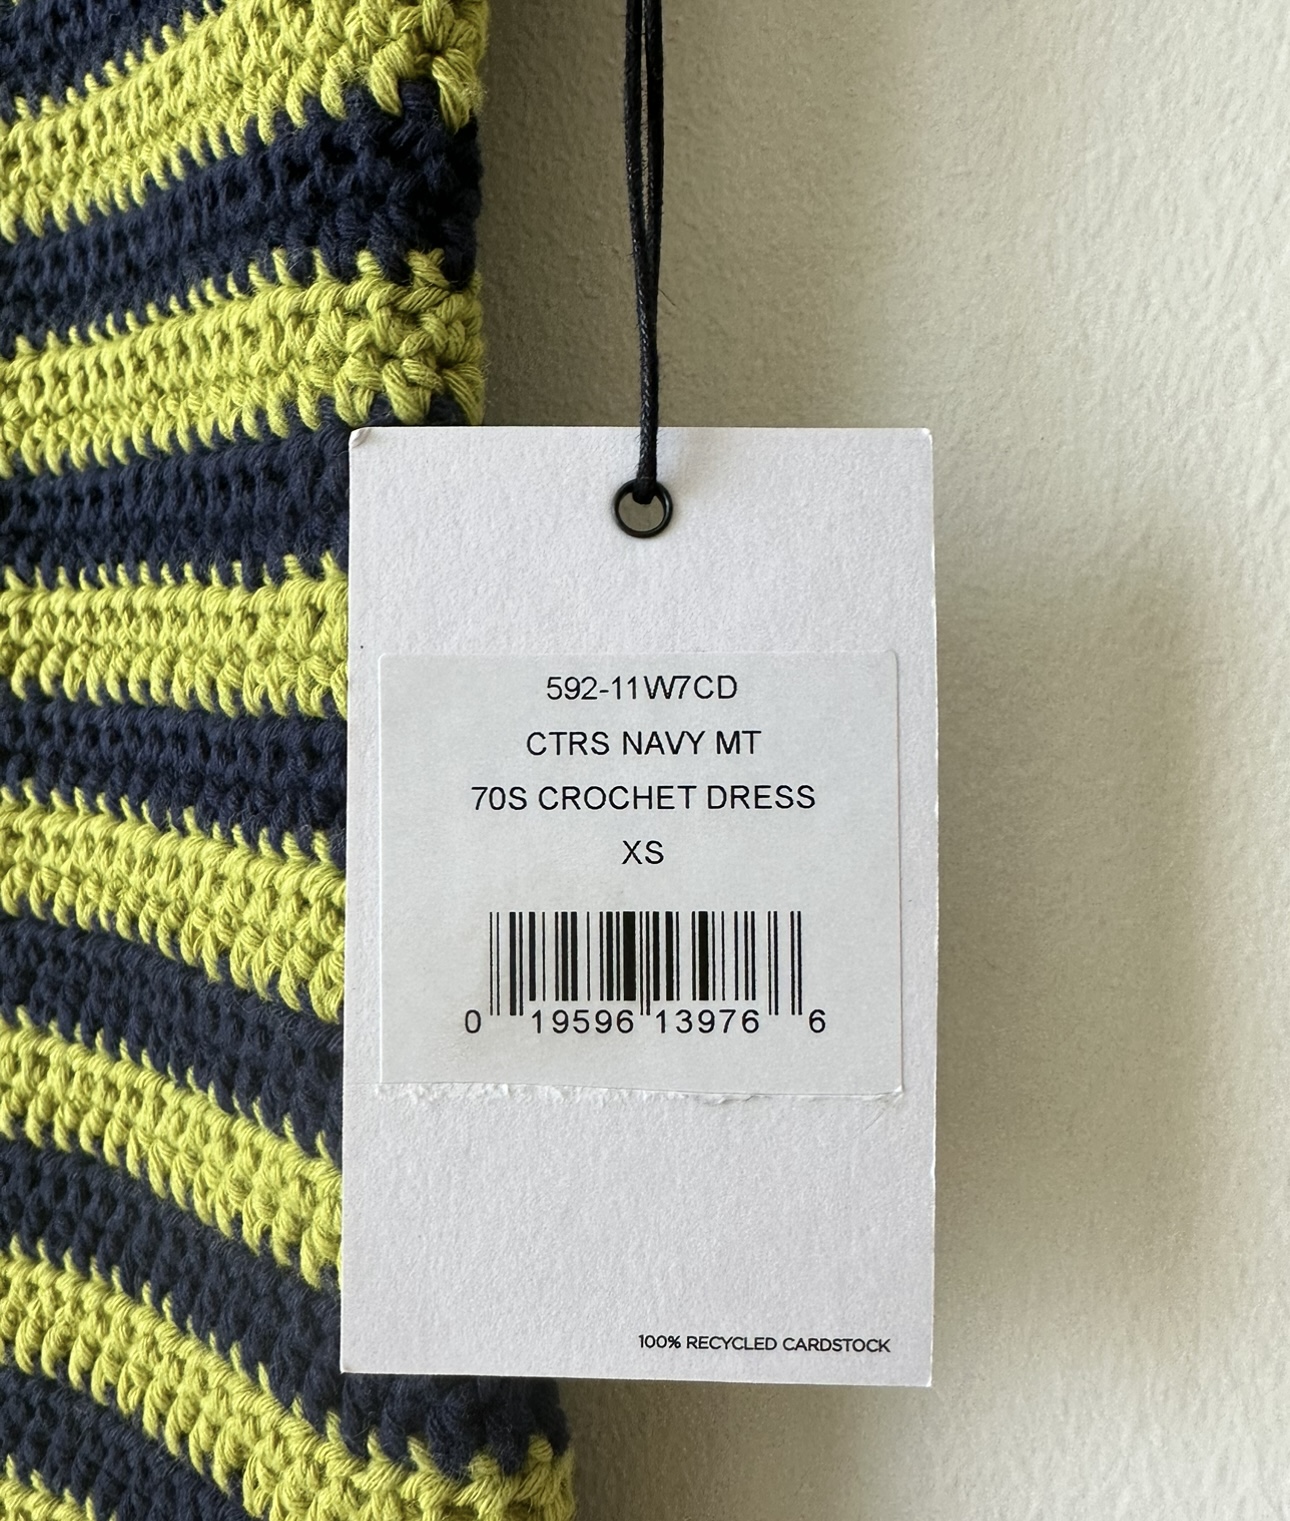 592-11W7CD
CTRS NAVY MT
70S CROCHET DRESS
XS
0 19596 13976 6
100% RECYCLED CARDSTOCK